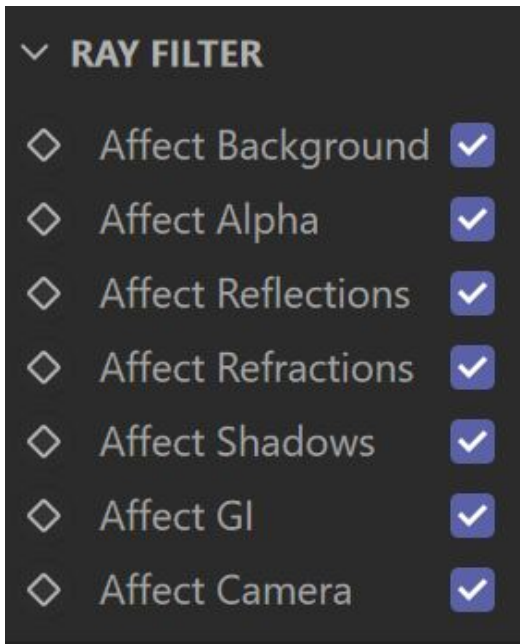 RAY FILTER
Affect Background
Affect Alpha
Affect Reflections
Affect Refractions
Affect Shadows
Affect GI
Affect Camera